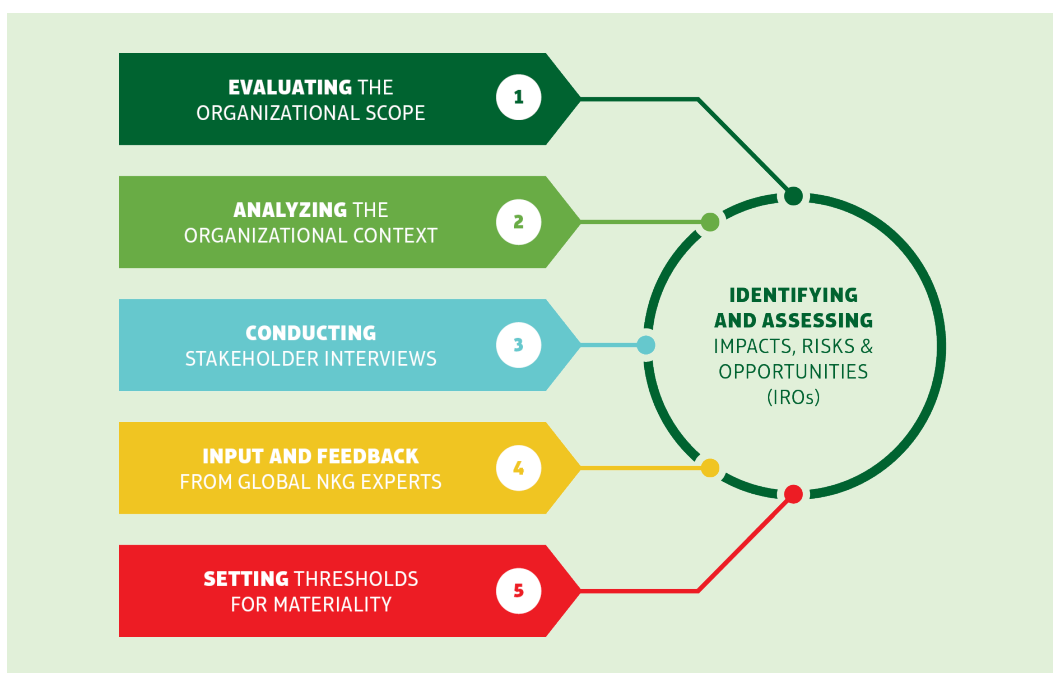 EVALUATING THE
ORGANIZATIONAL SCOPE
1
ANALYZING THE
ORGANIZATIONAL CONTEXT
2
CONDUCTING
STAKEHOLDER INTERVIEWS
3
INPUT AND FEEDBACK
FROM GLOBAL NKG EXPERTS
4
SETTING THRESHOLDS
FOR MATERIALITY
5
IDENTIFYING
AND ASSESSING
IMPACTS, RISKS &
OPPORTUNITIES
(IROs)